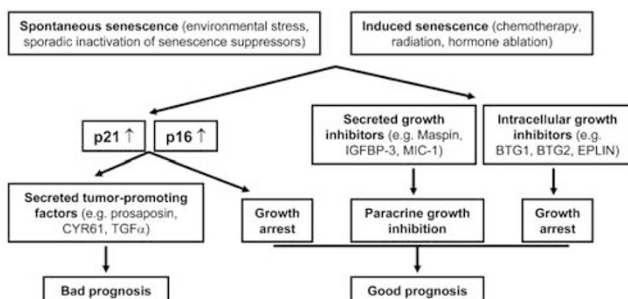 Spontaneous senescence (environmental stress,
sporadic inactivation of senescence suppressors)
Induced senescence (chemotherapy,
radiation, hormone ablation)
p21 ↑
p16 ↑
Secreted growth
inhibitors (e.g. Maspin,
IGFBP-3, MIC-1)
Intracellular growth
inhibitors (e.g.
BTG1, BTG2, EPLIN)
Secreted tumor-promoting
factors (e.g. prosaposin,
CYR61, TGFα)
Growth
arrest
Paracrine growth
inhibition
Growth
arrest
Bad prognosis
Good prognosis